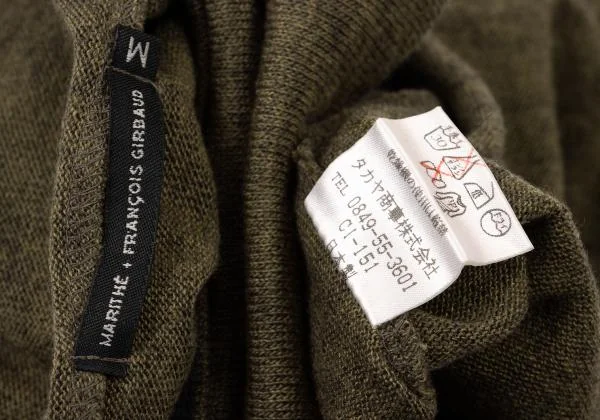 M
MARITHÉ + FRANÇOIS GIRBAUD
30
タカヤ商事株式会社
TEL 0849-55-3601
CI-151
日本製